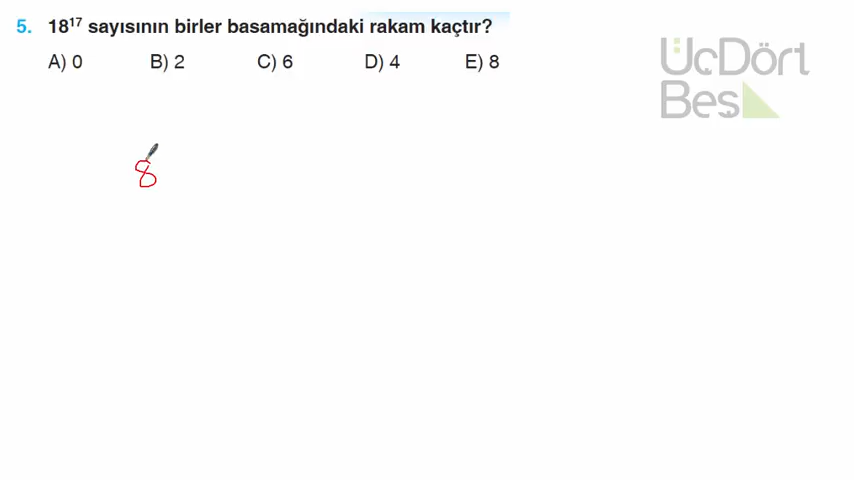 5. 18¹⁷ sayısının birler basamağındaki rakam kaçtır?
A) 0 B) 2 C) 6 D) 4 E) 8
ÜçDört
Beş
8